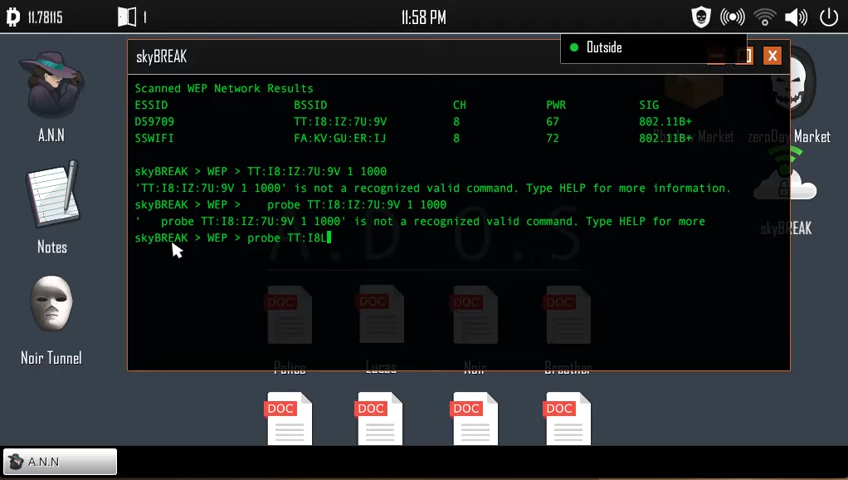 11.78115
1
11:58 PM
skyBREAK
Outside
X
Scanned WEP Network Results
ESSID BSSID CH PWR SIG
D59709 TT:I8:IZ:7U:9V 8 67 802.11B+
SSWIFI FA:KV:GU:ER:IJ 8 72 802.11B+
skyBREAK > WEP > TT:I8:IZ:7U:9V 1 1000
'TT:I8:IZ:7U:9V 1 1000' is not a recognized valid command. Type HELP for more information.
skyBREAK > WEP >    probe TT:I8:IZ:7U:9V 1 1000
'   probe TT:I8:IZ:7U:9V 1 1000' is not a recognized valid command. Type HELP for more
skyBREAK > WEP > probe TT:I8L
A.N.N
Notes
Noir Tunnel
Market
zeroDay Market
skyBREAK
A.D.O.S
DOC DOC DOC DOC
Police Lucas Noir Breather
DOC DOC DOC DOC
A.N.N